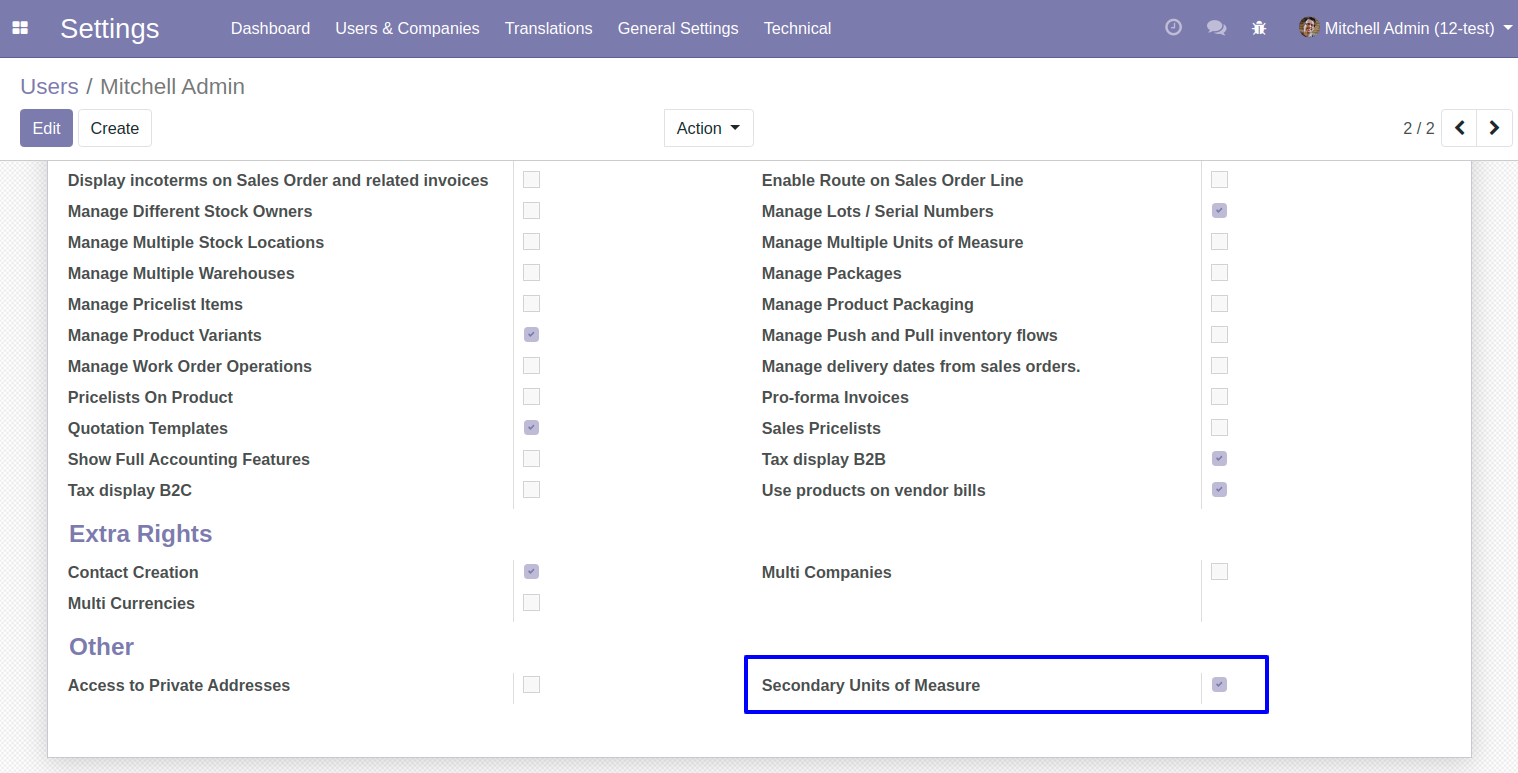 Settings Dashboard Users & Companies Translations General Settings Technical Mitchell Admin (12-test)
Users / Mitchell Admin
Edit Create Action 2 / 2
Display incoterms on Sales Order and related invoices Enable Route on Sales Order Line
Manage Different Stock Owners Manage Lots / Serial Numbers
Manage Multiple Stock Locations Manage Multiple Units of Measure
Manage Multiple Warehouses Manage Packages
Manage Pricelist Items Manage Product Packaging
Manage Product Variants Manage Push and Pull inventory flows
Manage Work Order Operations Manage delivery dates from sales orders.
Pricelists On Product Pro-forma Invoices
Quotation Templates Sales Pricelists
Show Full Accounting Features Tax display B2B
Tax display B2C Use products on vendor bills
Extra Rights
Contact Creation Multi Companies
Multi Currencies
Other
Access to Private Addresses Secondary Units of Measure